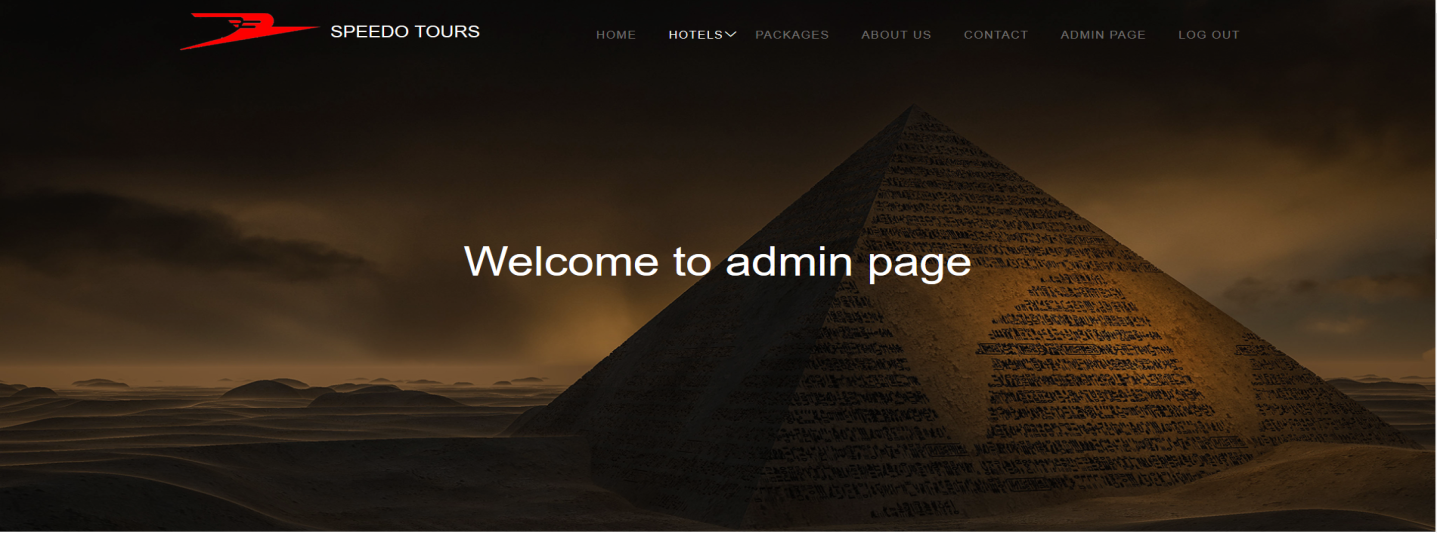 SPEEDO TOURS
HOME HOTELS PACKAGES ABOUT US CONTACT ADMIN PAGE LOG OUT
Welcome to admin page